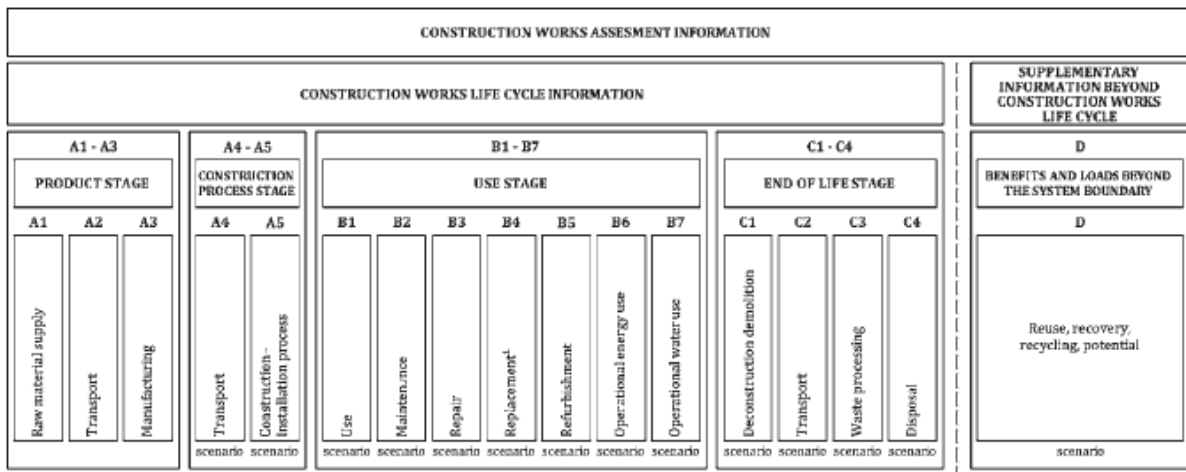 CONSTRUCTION WORKS ASSESMENT INFORMATION
CONSTRUCTION WORKS LIFE CYCLE INFORMATION
SUPPLEMENTARY
INFORMATION BEYOND
CONSTRUCTION WORKS
LIFE CYCLE
A1 - A3
PRODUCT STAGE
A1
A2
A3
Raw material supply
Transport
Manufacturing
A4 - A5
CONSTRUCTION
PROCESS STAGE
A4
A5
Transport
Construction–
Installation process
scenario
scenario
B1 - B7
USE STAGE
B1
B2
B3
B4
B5
B6
B7
Use
Maintenance
Repair
Replacement¹
Refurbishment
Operational energy use
Operational water use
scenario
scenario
scenario
scenario
scenario
scenario
scenario
C1 - C4
END OF LIFE STAGE
C1
C2
C3
C4
Deconstruction demolition
Transport
Waste processing
Disposal
scenario
scenario
scenario
scenario
D
BENEFITS AND LOADS BEYOND
THE SYSTEM BOUNDARY
D
Reuse, recovery,
recycling, potential
scenario